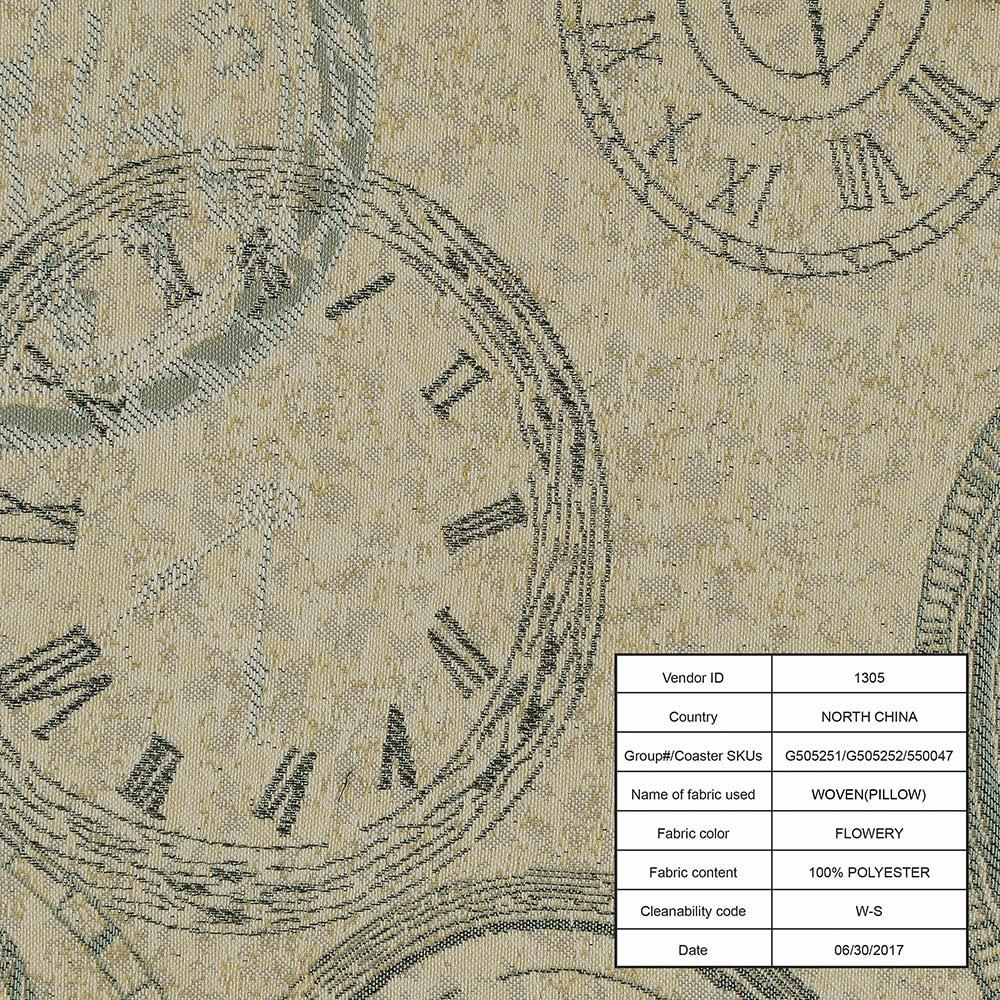 Vendor ID 1305
Country NORTH CHINA
Group#/Coaster SKUs G505251/G505252/550047
Name of fabric used WOVEN(PILLOW)
Fabric color FLOWERY
Fabric content 100% POLYESTER
Cleanability code W-S
Date 06/30/2017